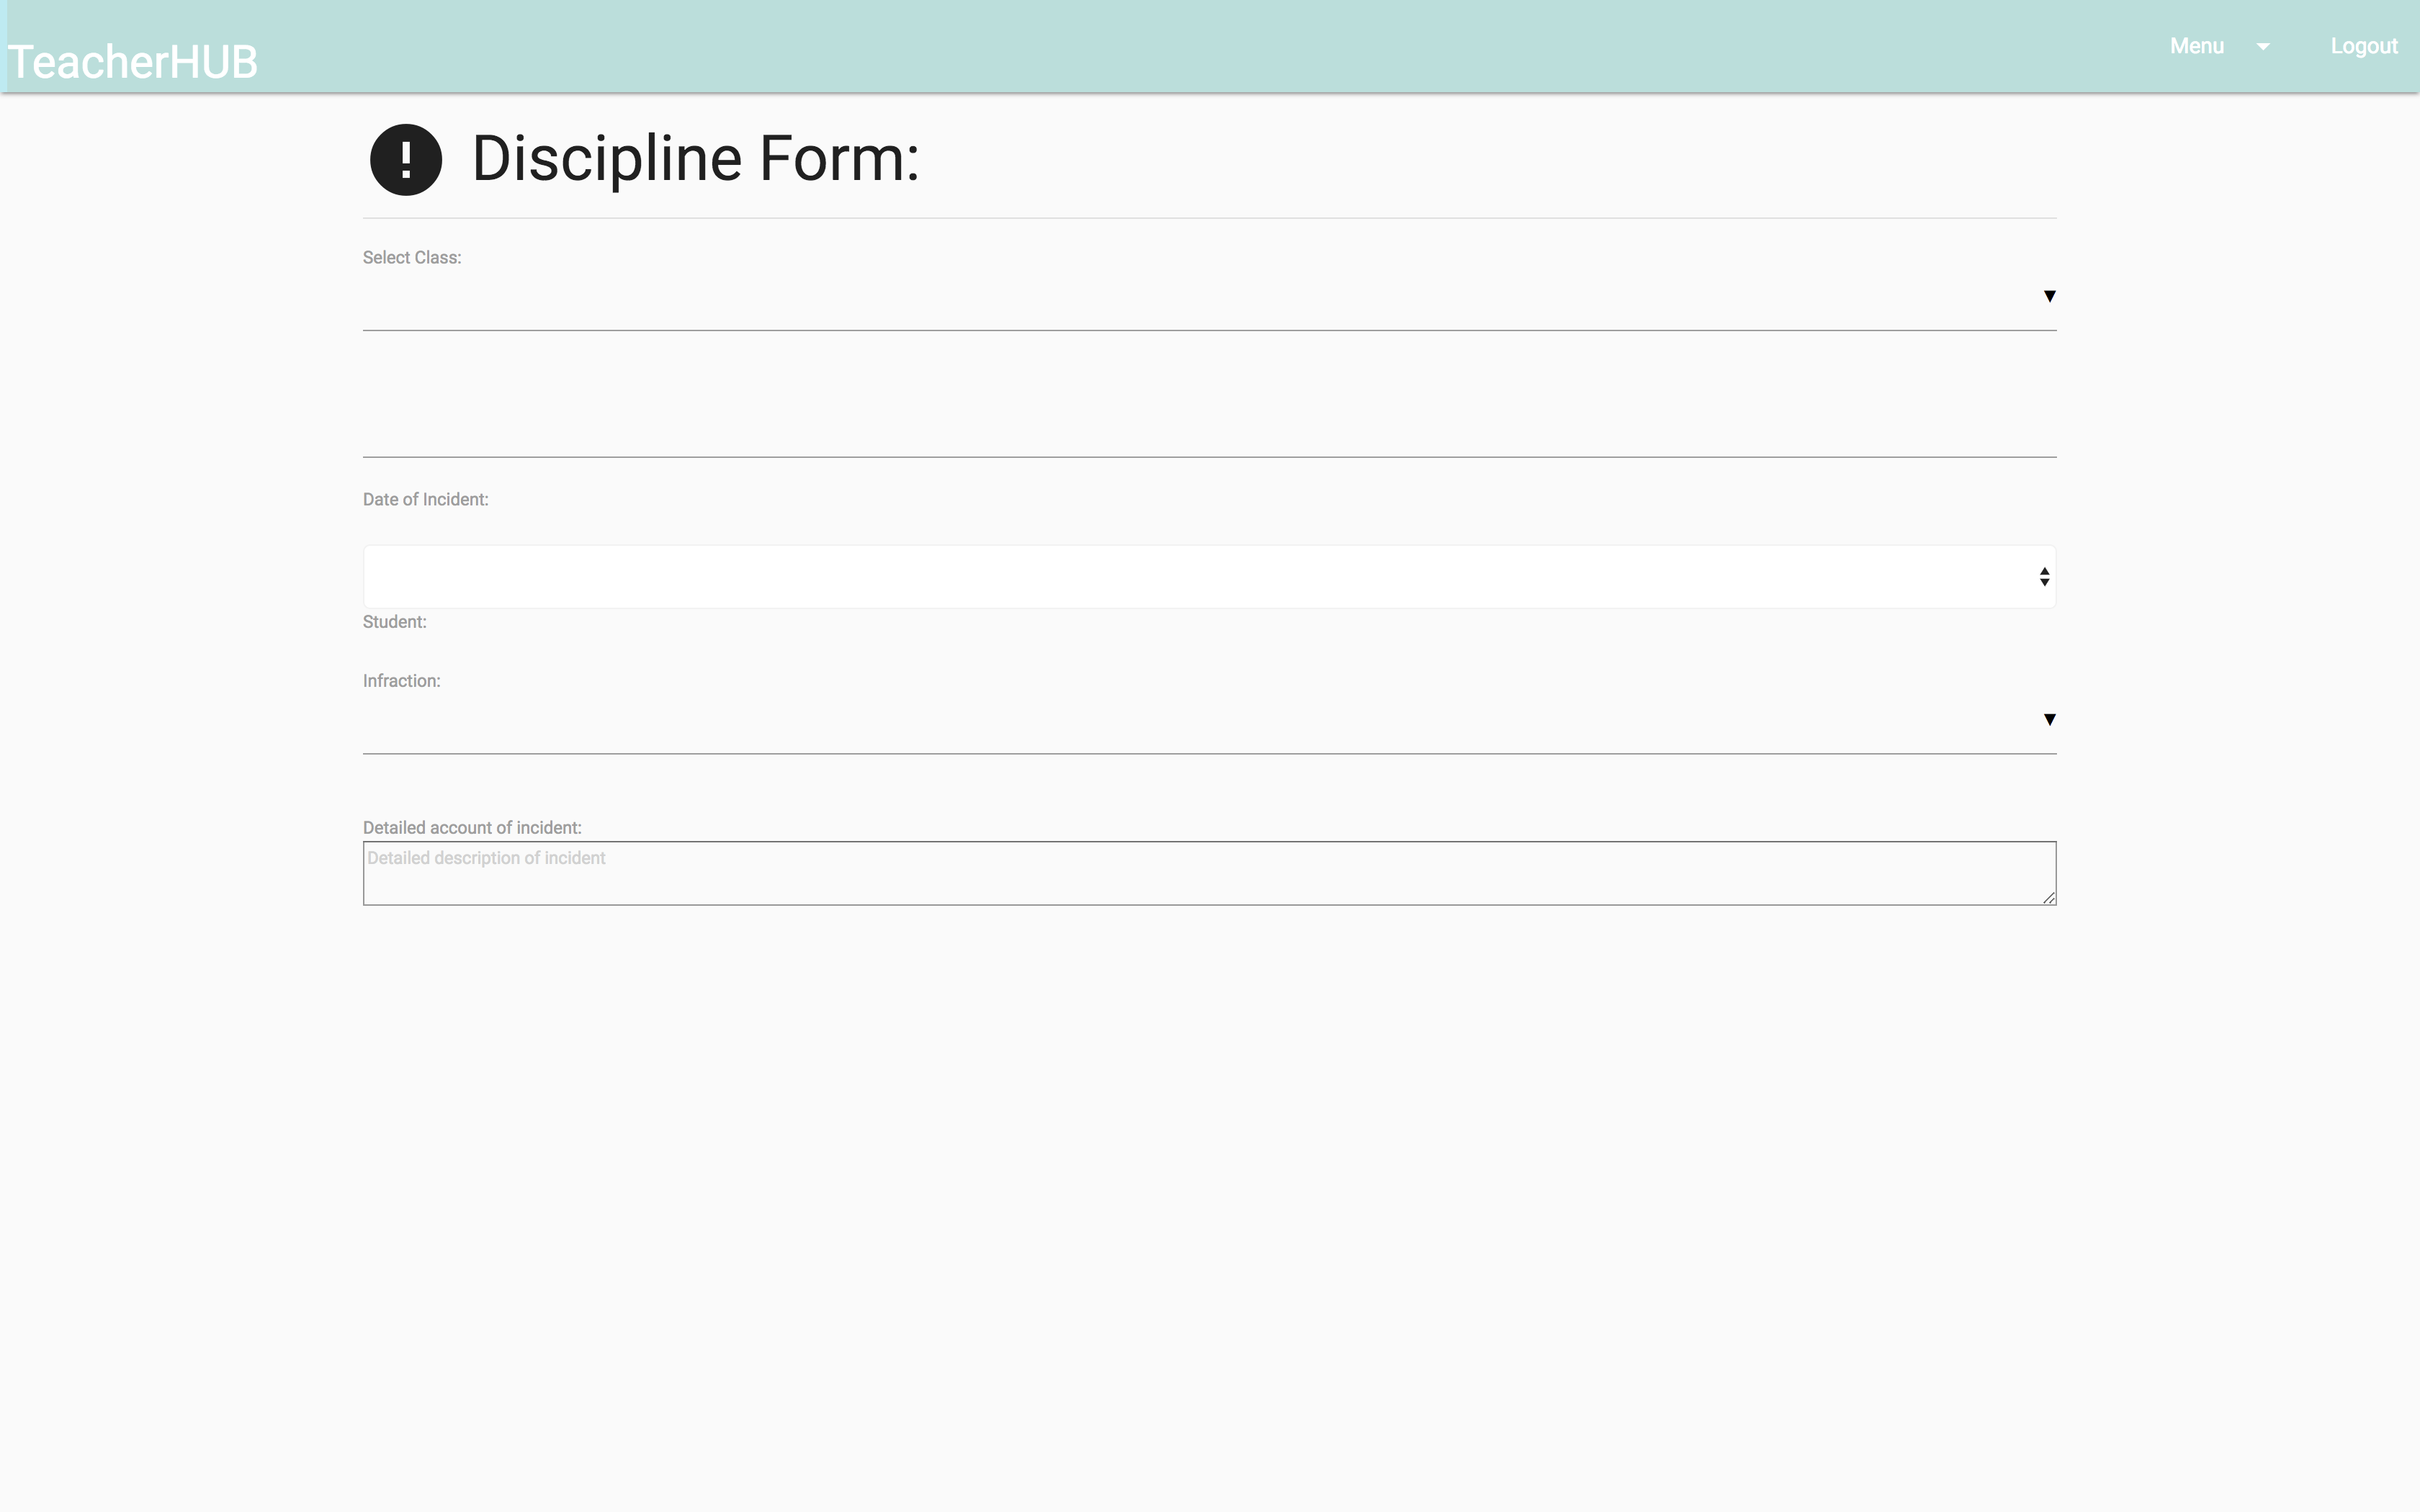 TeacherHUB
Menu
Logout
Discipline Form:
Select Class:
Date of Incident:
Student:
Infraction:
Detailed account of incident:
Detailed description of incident